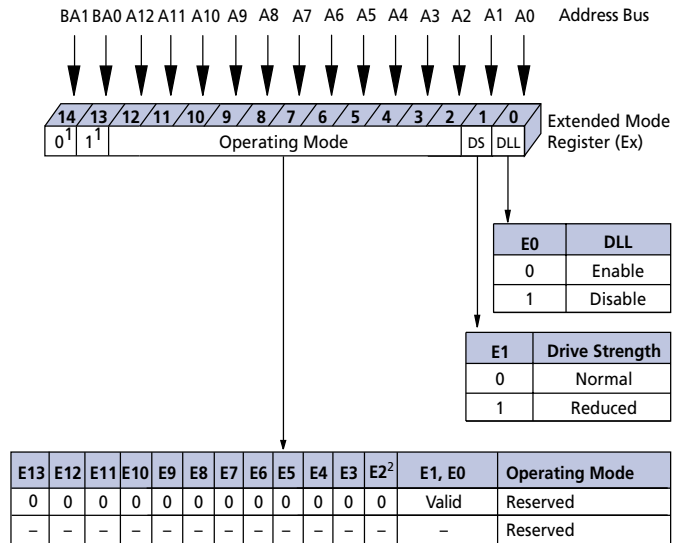 BA1 BA0 A12 A11 A10 A9 A8 A7 A6 A5 A4 A3 A2 A1 A0 Address Bus
14 13 12 11 10 9 8 7 6 5 4 3 2 1 0
0¹ 1¹ Operating Mode DS DLL
Extended Mode
Register (Ex)
E0 DLL
0 Enable
1 Disable
E1 Drive Strength
0 Normal
1 Reduced
E13 E12 E11 E10 E9 E8 E7 E6 E5 E4 E3 E2² E1, E0 Operating Mode
0 0 0 0 0 0 0 0 0 0 0 0 Valid Reserved
– – – – – – – – – – – – – Reserved